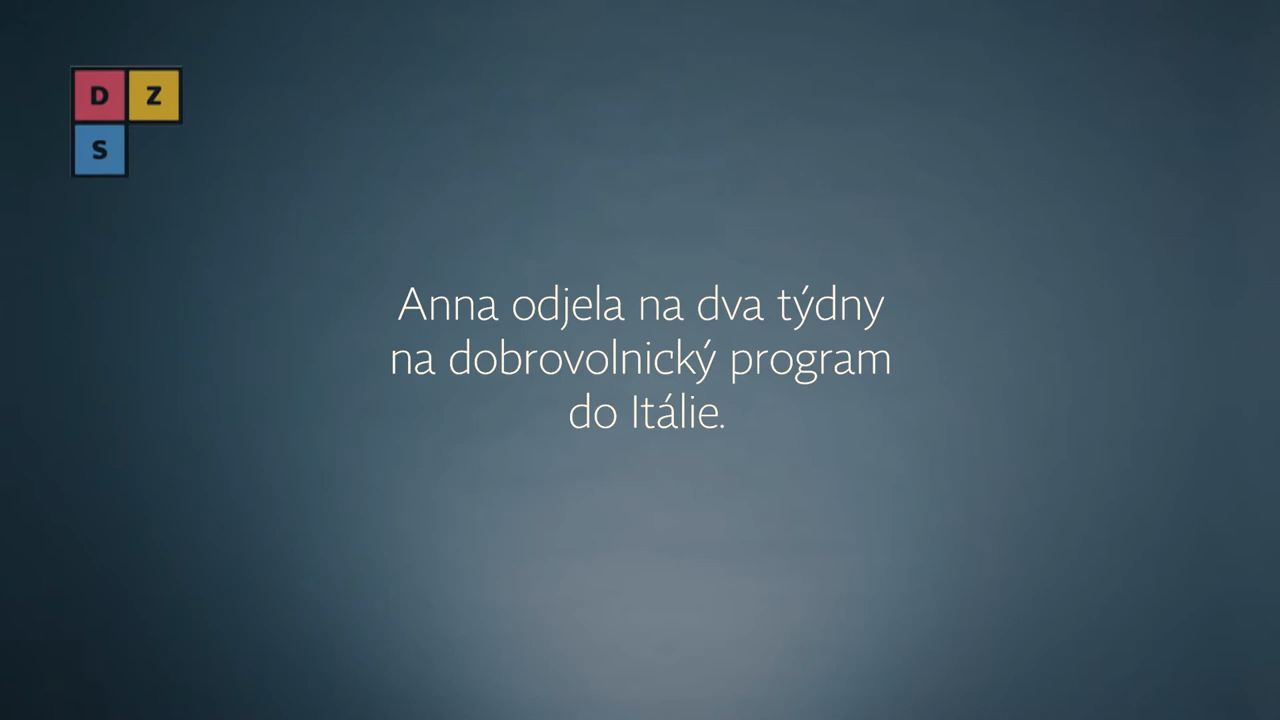 D Z
S
Anna odjela na dva týdny
na dobrovolnický program
do Itálie.